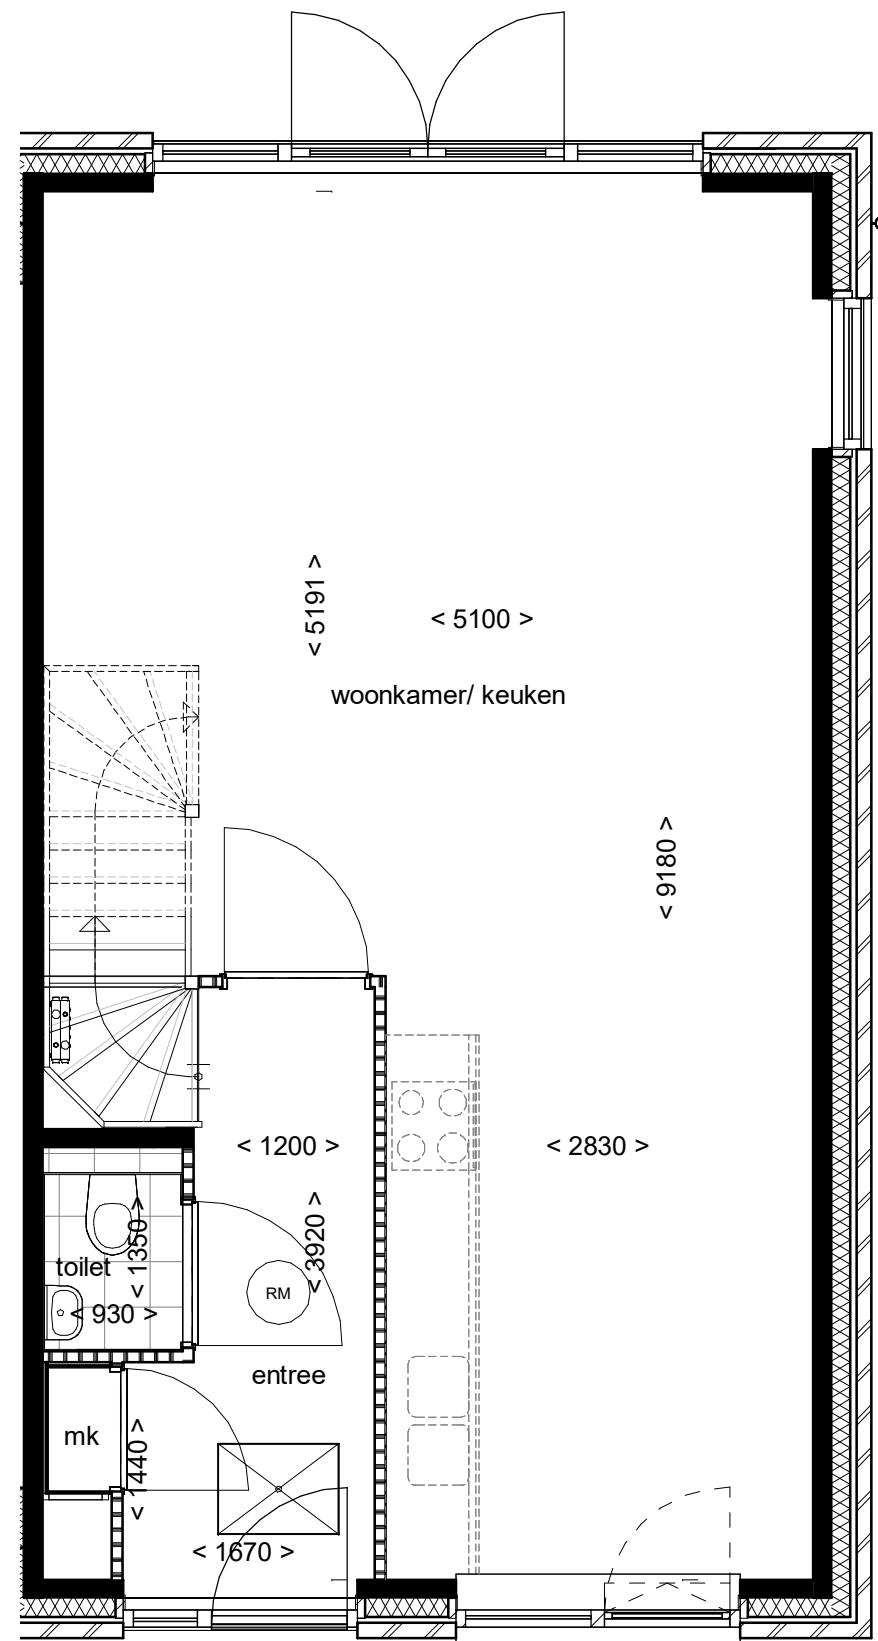 < 5191 >
< 5100 >
woonkamer/ keuken
< 9180 >
< 1200 >
< 2830 >
< 1350 >
< 3920 >
toilet
RM
< 930 >
entree
mk
< 1440 >
< 1670 >